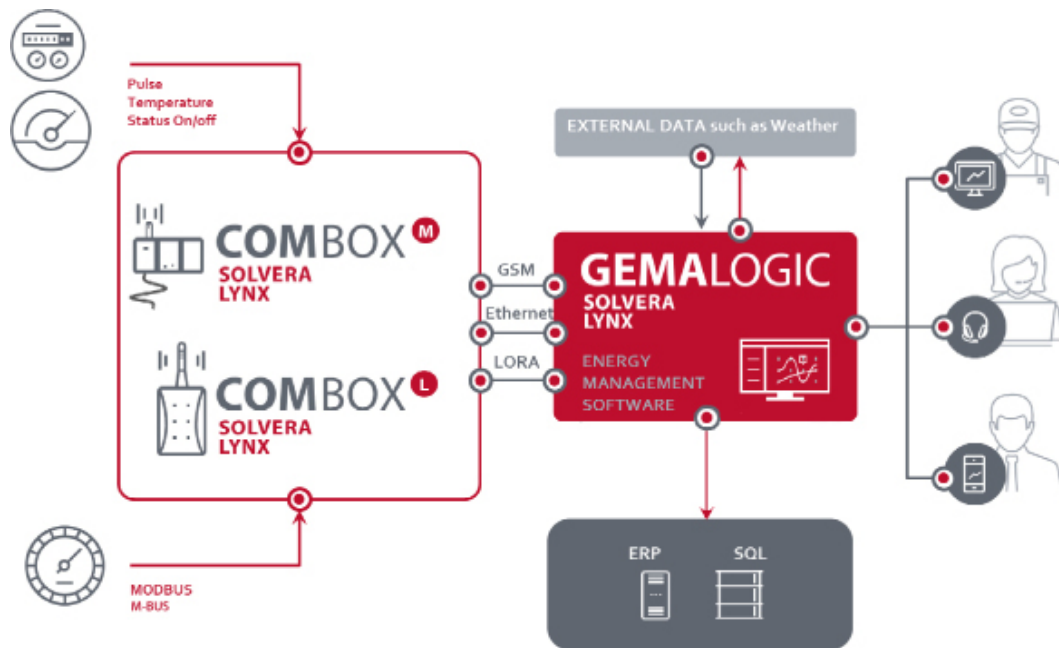 Pulse
Temperature
Status On/off
EXTERNAL DATA such as Weather
COMBOX M
SOLVERA
LYNX
COMBOX L
SOLVERA
LYNX
GSM
Ethernet
LORA
GEMALOGIC
SOLVERA
LYNX
ENERGY
MANAGEMENT
SOFTWARE
MODBUS
M-BUS
ERP
SQL